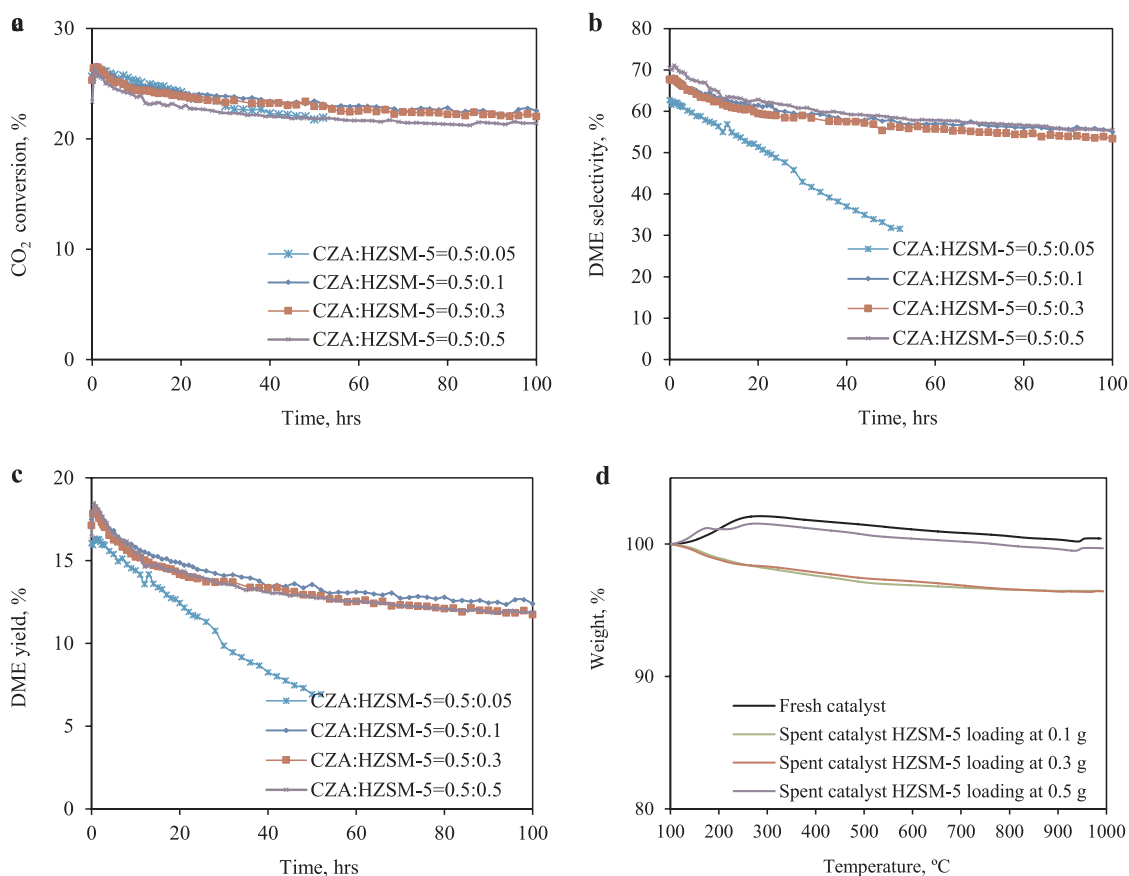 a
30
20
10
0
CO2 conversion, %
CZA:HZSM-5=0.5:0.05
CZA:HZSM-5=0.5:0.1
CZA:HZSM-5=0.5:0.3
CZA:HZSM-5=0.5:0.5
0 20 40 60 80 100
Time, hrs
b
80
70
60
50
40
30
20
10
0
DME selectivity, %
CZA:HZSM-5=0.5:0.05
CZA:HZSM-5=0.5:0.1
CZA:HZSM-5=0.5:0.3
CZA:HZSM-5=0.5:0.5
0 20 40 60 80 100
Time, hrs
c
20
15
10
5
0
DME yield, %
CZA:HZSM-5=0.5:0.05
CZA:HZSM-5=0.5:0.1
CZA:HZSM-5=0.5:0.3
CZA:HZSM-5=0.5:0.5
0 20 40 60 80 100
Time, hrs
d
100
90
80
Weight, %
Fresh catalyst
Spent catalyst HZSM-5 loading at 0.1 g
Spent catalyst HZSM-5 loading at 0.3 g
Spent catalyst HZSM-5 loading at 0.5 g
100 200 300 400 500 600 700 800 900 1000
Temperature, ºC